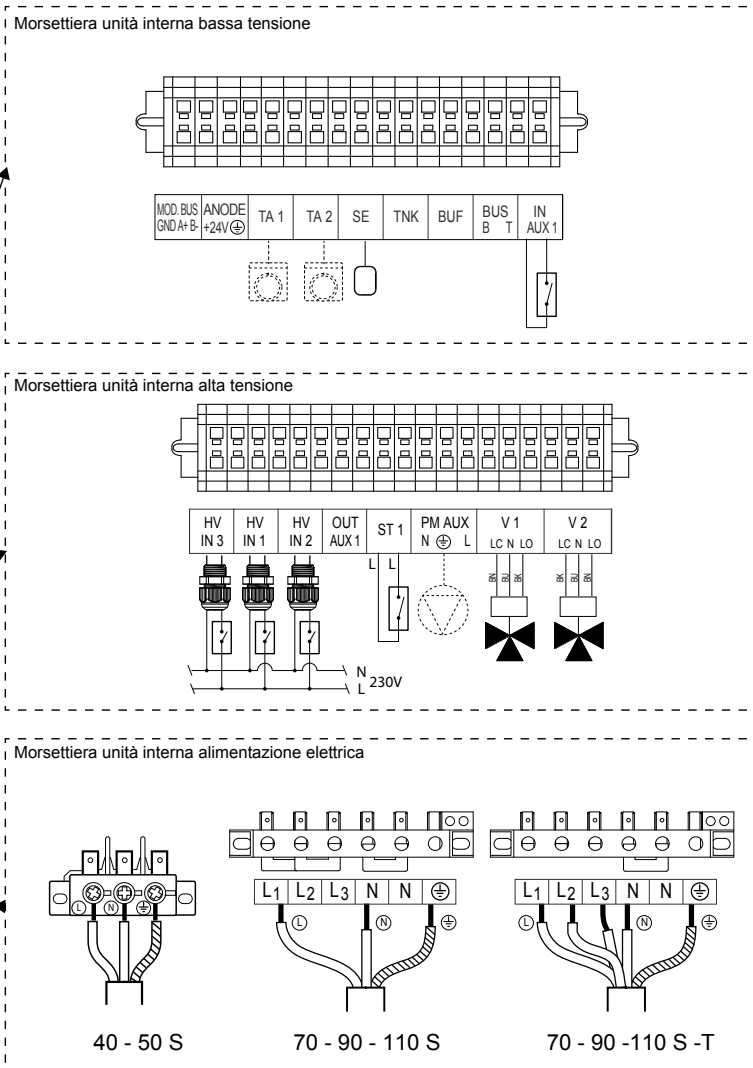 Morsettiera unità interna bassa tensione
MOD. BUS ANODE TA 1 TA 2 SE TNK BUF BUS IN
GND A+ B- +24V B T AUX 1
Morsettiera unità interna alta tensione
HV HV HV OUT ST 1 PM AUX V 1 V 2
IN 3 IN 1 IN 2 AUX 1 N L LC N LO LC N LO
L L
BN BU BK BK BU BN
N
L 230V
Morsettiera unità interna alimentazione elettrica
L1 L2 L3 N N L1 L2 L3 N N
L N L N L N
40 - 50 S 70 - 90 - 110 S 70 - 90 -110 S -T